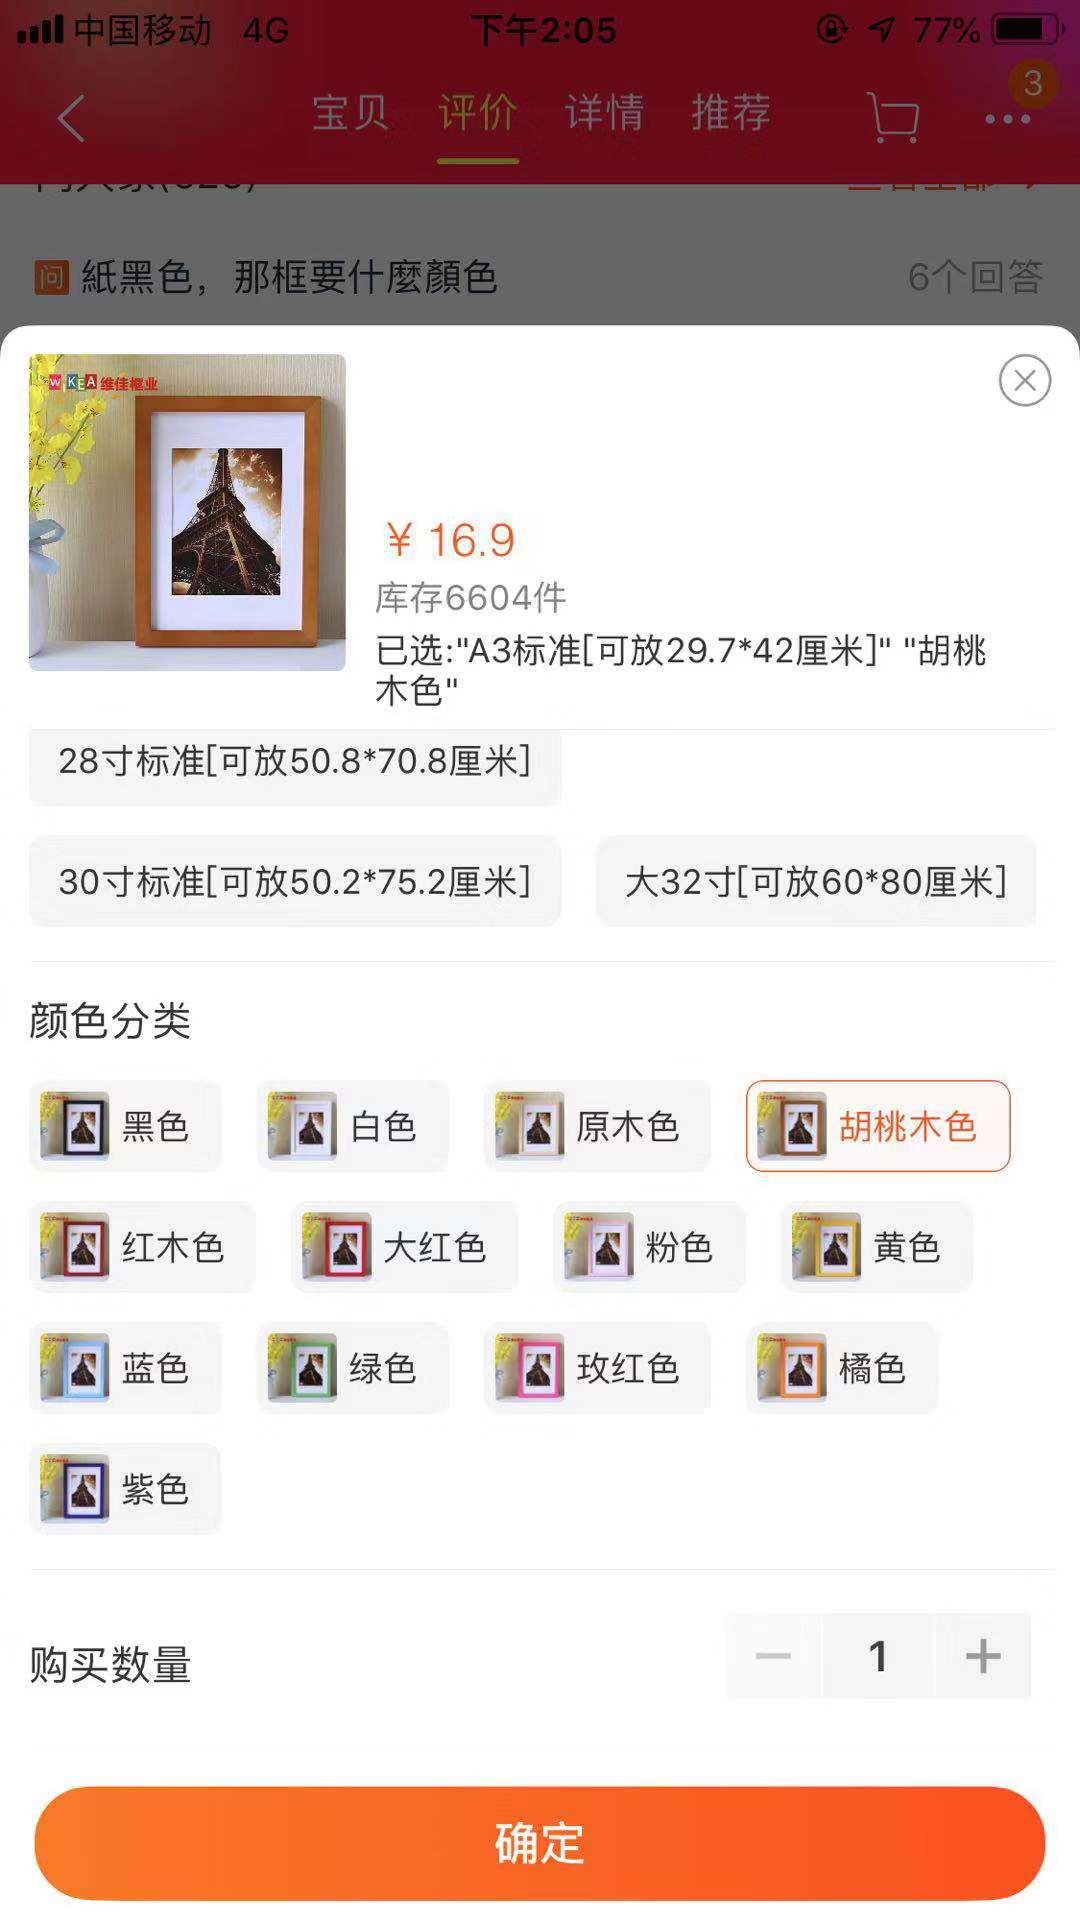 中国移动 4G 下午2:05 77%
宝贝 评价 详情 推荐 3
问 紙黑色，那框要什麼顏色 6个回答
WIKEA 维佳框业
¥ 16.9
库存6604件
已选:"A3标准[可放29.7*42厘米]" "胡桃
木色"
28寸标准[可放50.8*70.8厘米]
30寸标准[可放50.2*75.2厘米] 大32寸[可放60*80厘米]
颜色分类
黑色 白色 原木色 胡桃木色
红木色 大红色 粉色 黄色
蓝色 绿色 玫红色 橘色
紫色
购买数量 1
确定